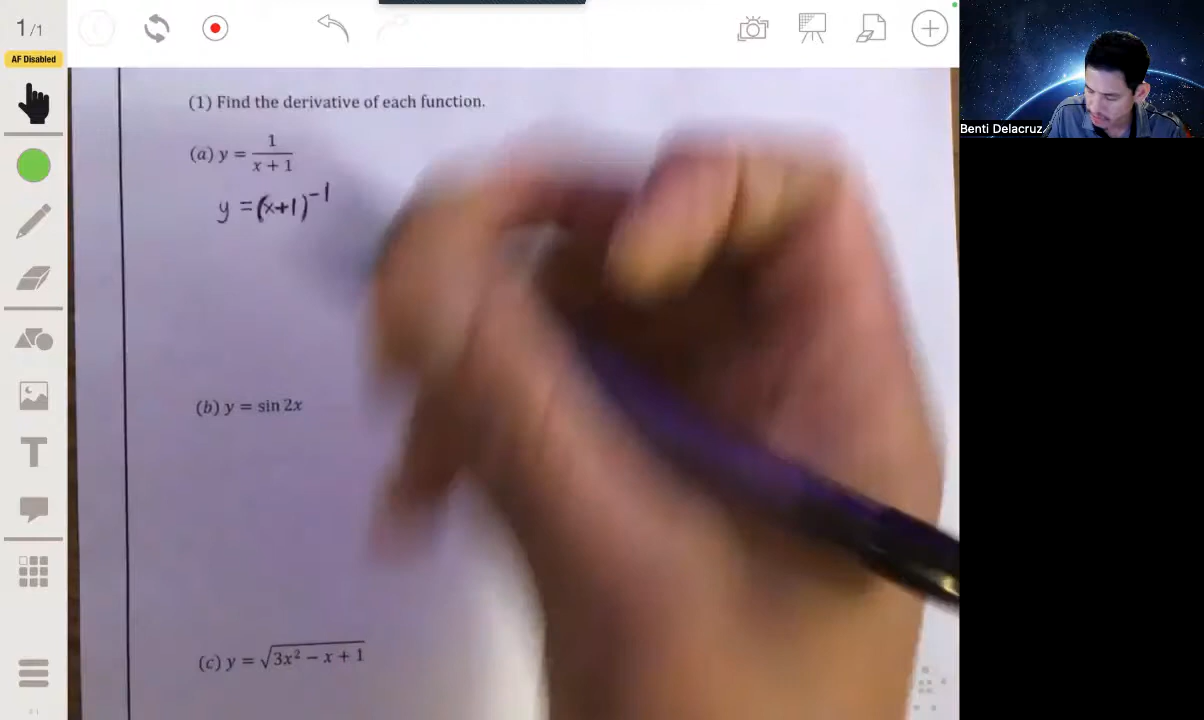 1/1
AF Disabled
(1) Find the derivative of each function.
(a) y = 1/(x + 1)
y = (x+1)⁻¹
(b) y = sin 2x
(c) y = √(3x² − x + 1)
T
Benti Delacruz